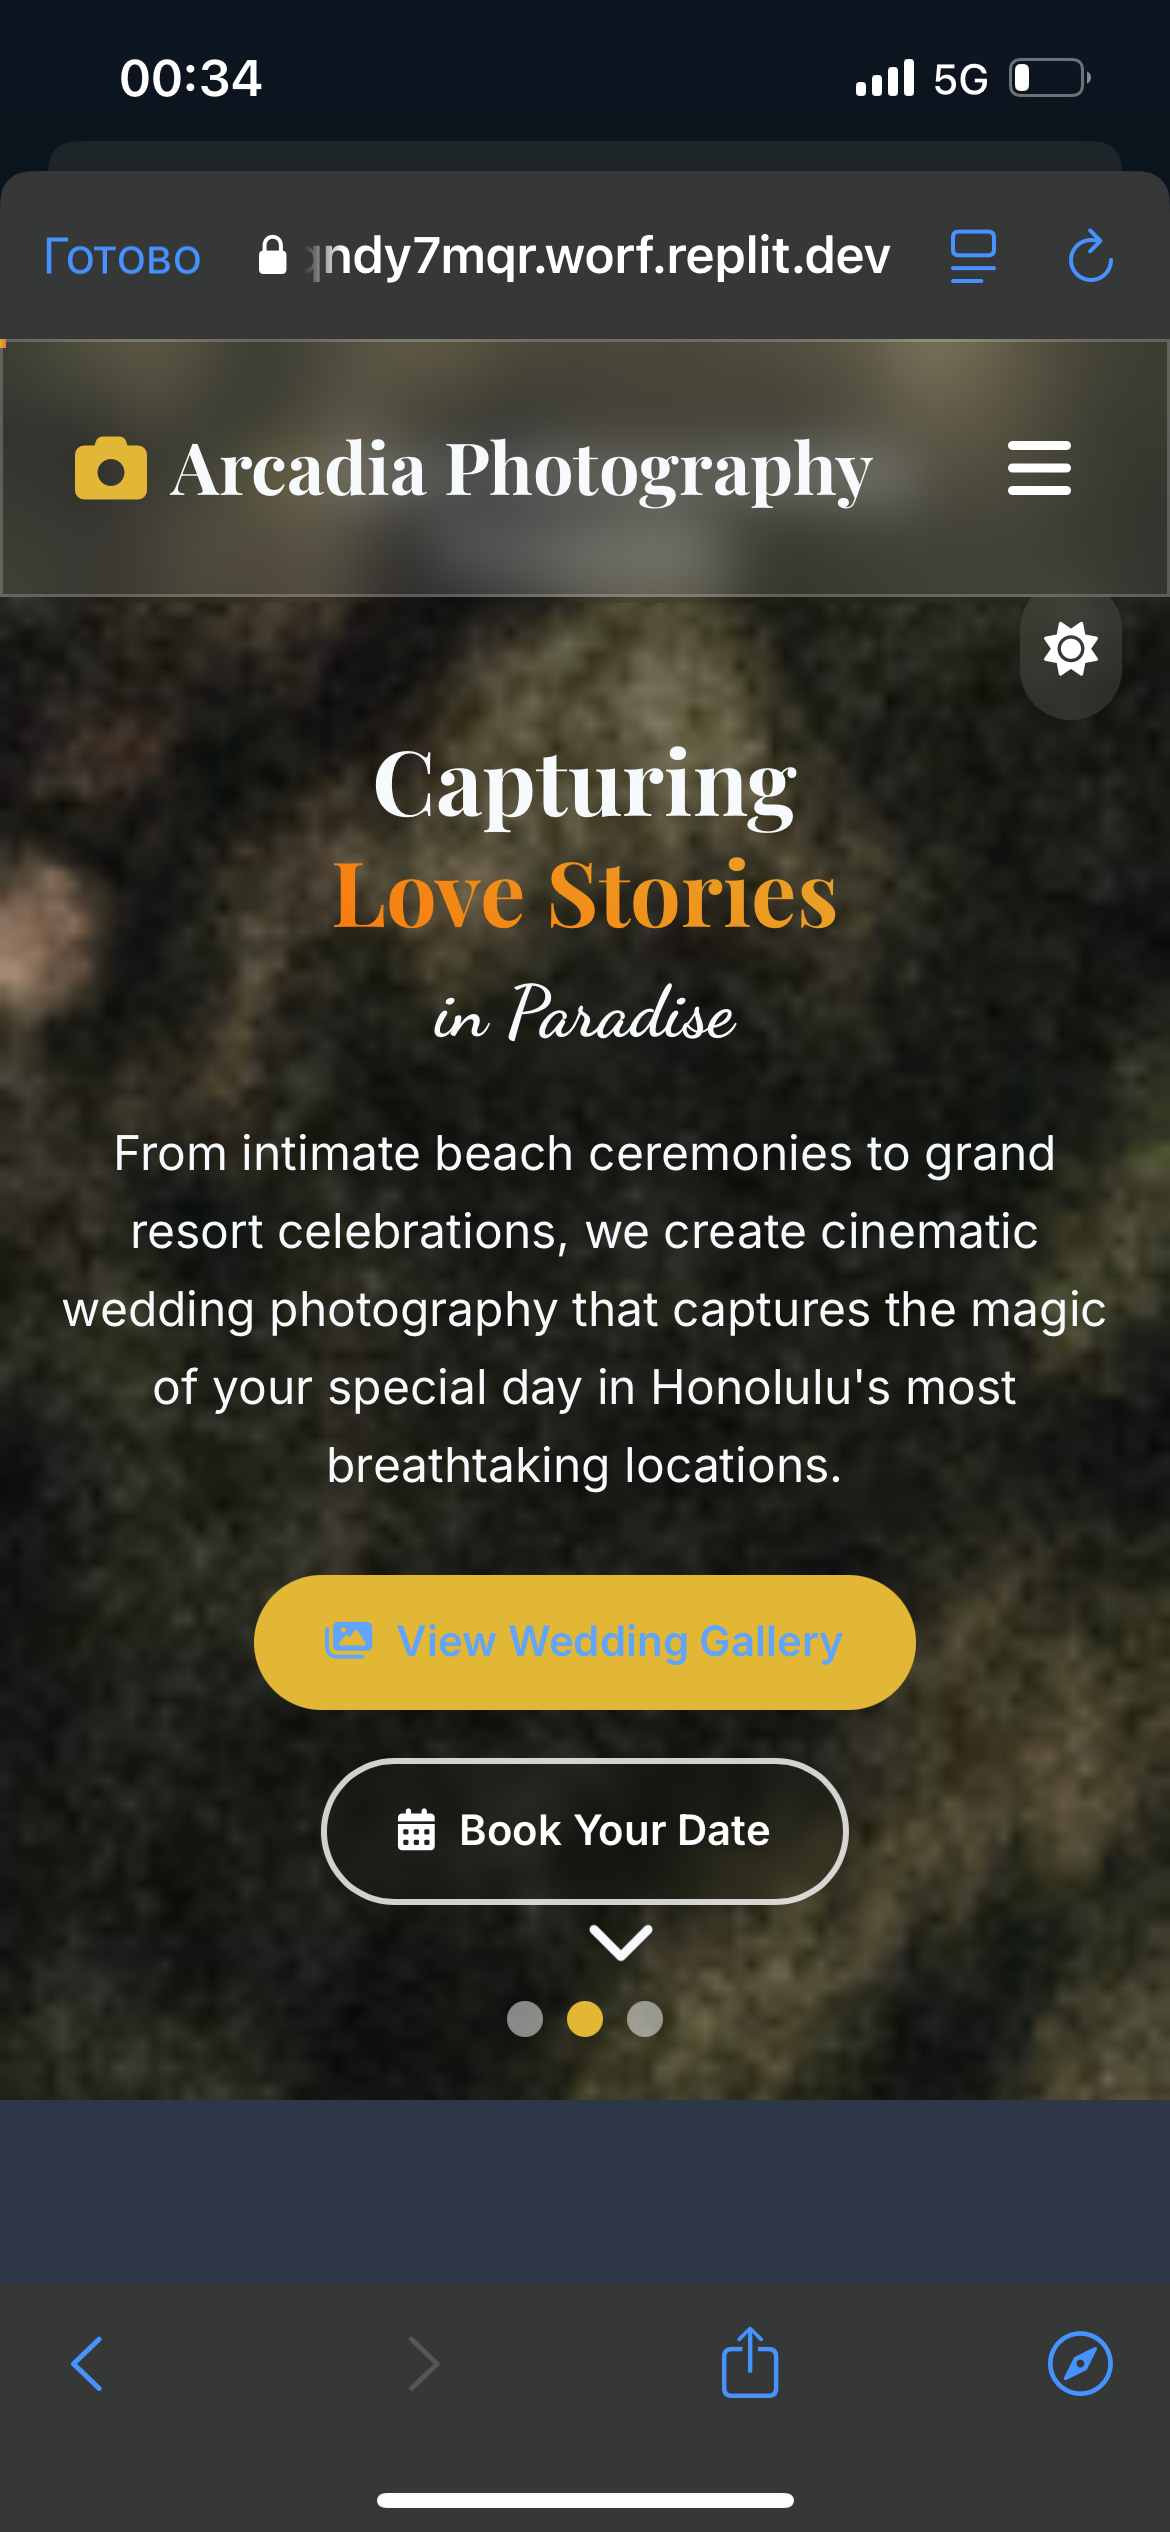 00:34
5G
Готово
ndy7mqr.worf.replit.dev
Arcadia Photography
Capturing
Love Stories
in Paradise
From intimate beach ceremonies to grand
resort celebrations, we create cinematic
wedding photography that captures the magic
of your special day in Honolulu's most
breathtaking locations.
View Wedding Gallery
Book Your Date